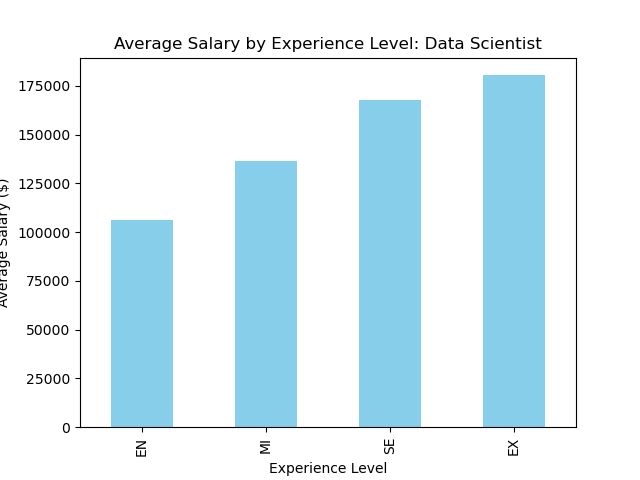 Average Salary by Experience Level: Data Scientist
Average Salary ($)
175000
150000
125000
100000
75000
50000
25000
0
EN
MI
SE
EX
Experience Level